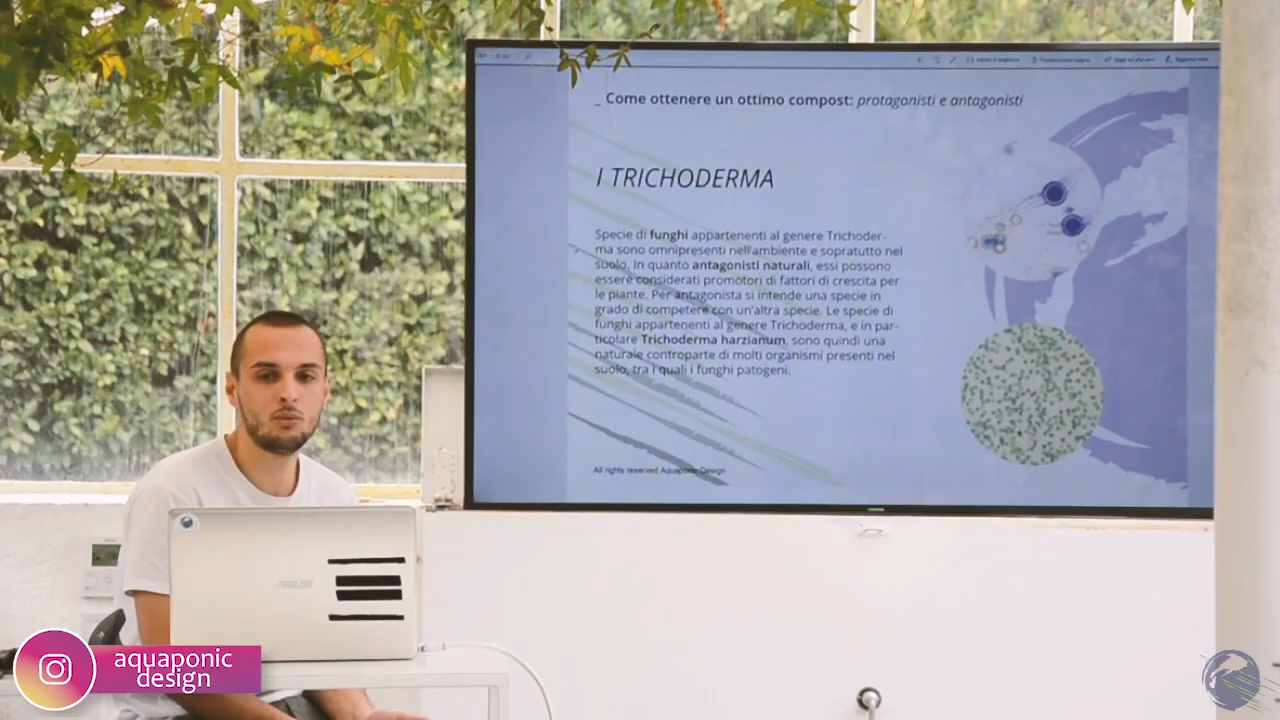 _ Come ottenere un ottimo compost: protagonisti e antagonisti
I TRICHODERMA
Specie di funghi appartenenti al genere Trichoder-
ma sono omnipresenti nell'ambiente e sopratutto nel
suolo. In quanto antagonisti naturali, essi possono
essere considerati promotori di fattori di crescita per
le piante. Per antagonista si intende una specie in
grado di competere con un'altra specie. Le specie di
funghi appartenenti al genere Trichoderma, e in par-
ticolare Trichoderma harzianum, sono quindi una
naturale controparte di molti organismi presenti nel
suolo, tra i quali i funghi patogeni.
All rights reserved Aquaponic Design
ASUS
aquaponic
design